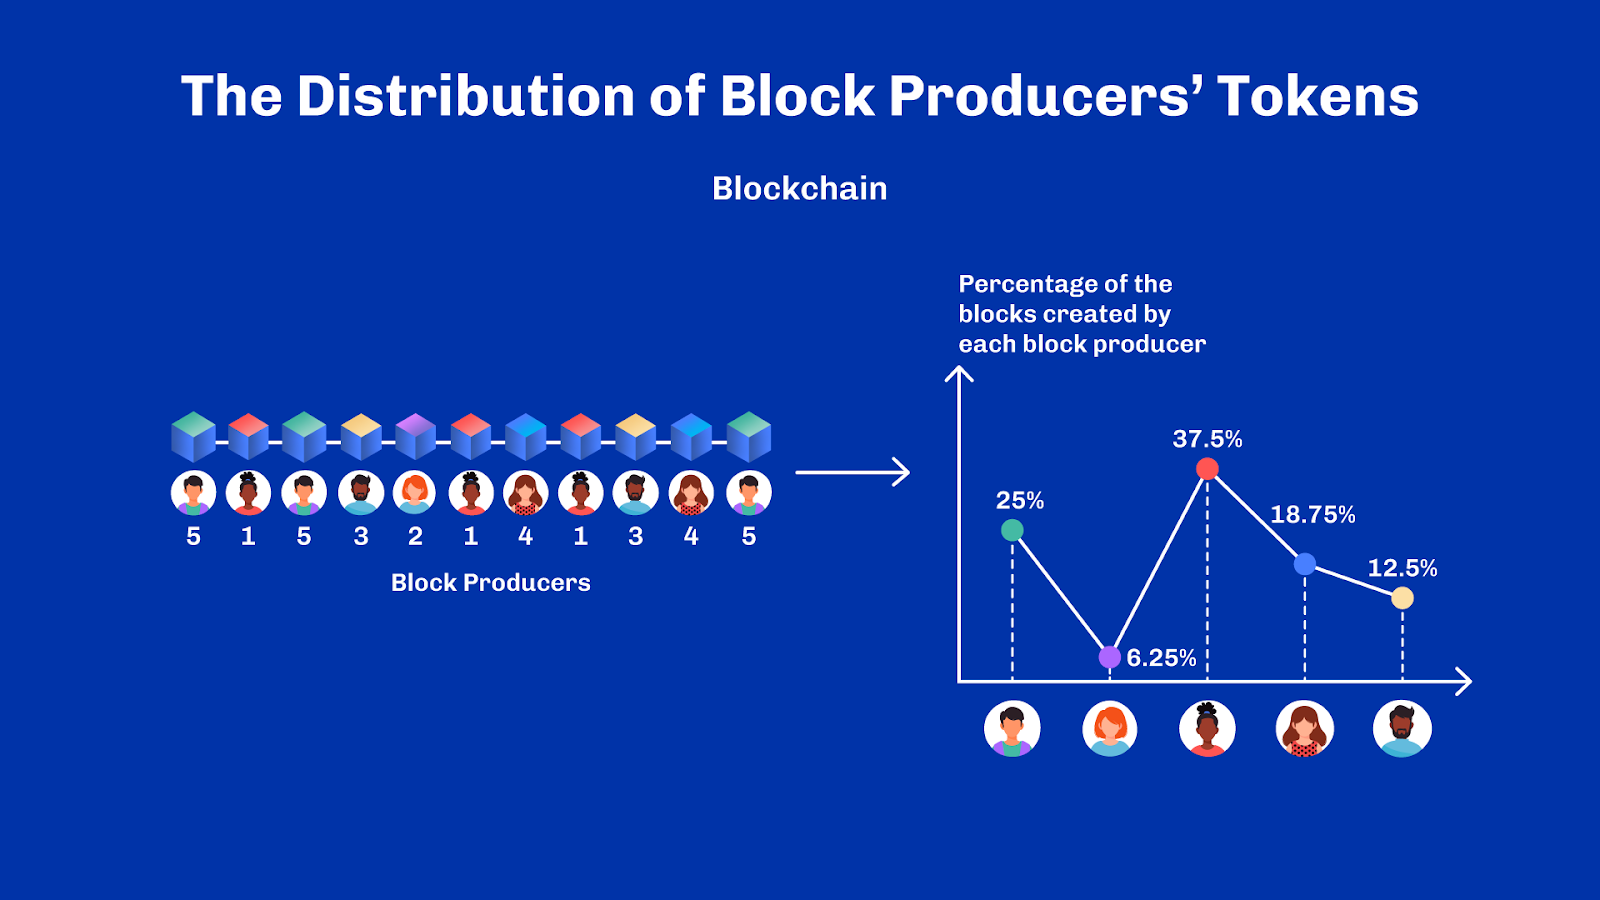 The Distribution of Block Producers’ Tokens
Blockchain
Percentage of the
blocks created by
each block producer
5 1 5 3 2 1 4 1 3 4 5
Block Producers
37.5%
25%
18.75%
12.5%
6.25%